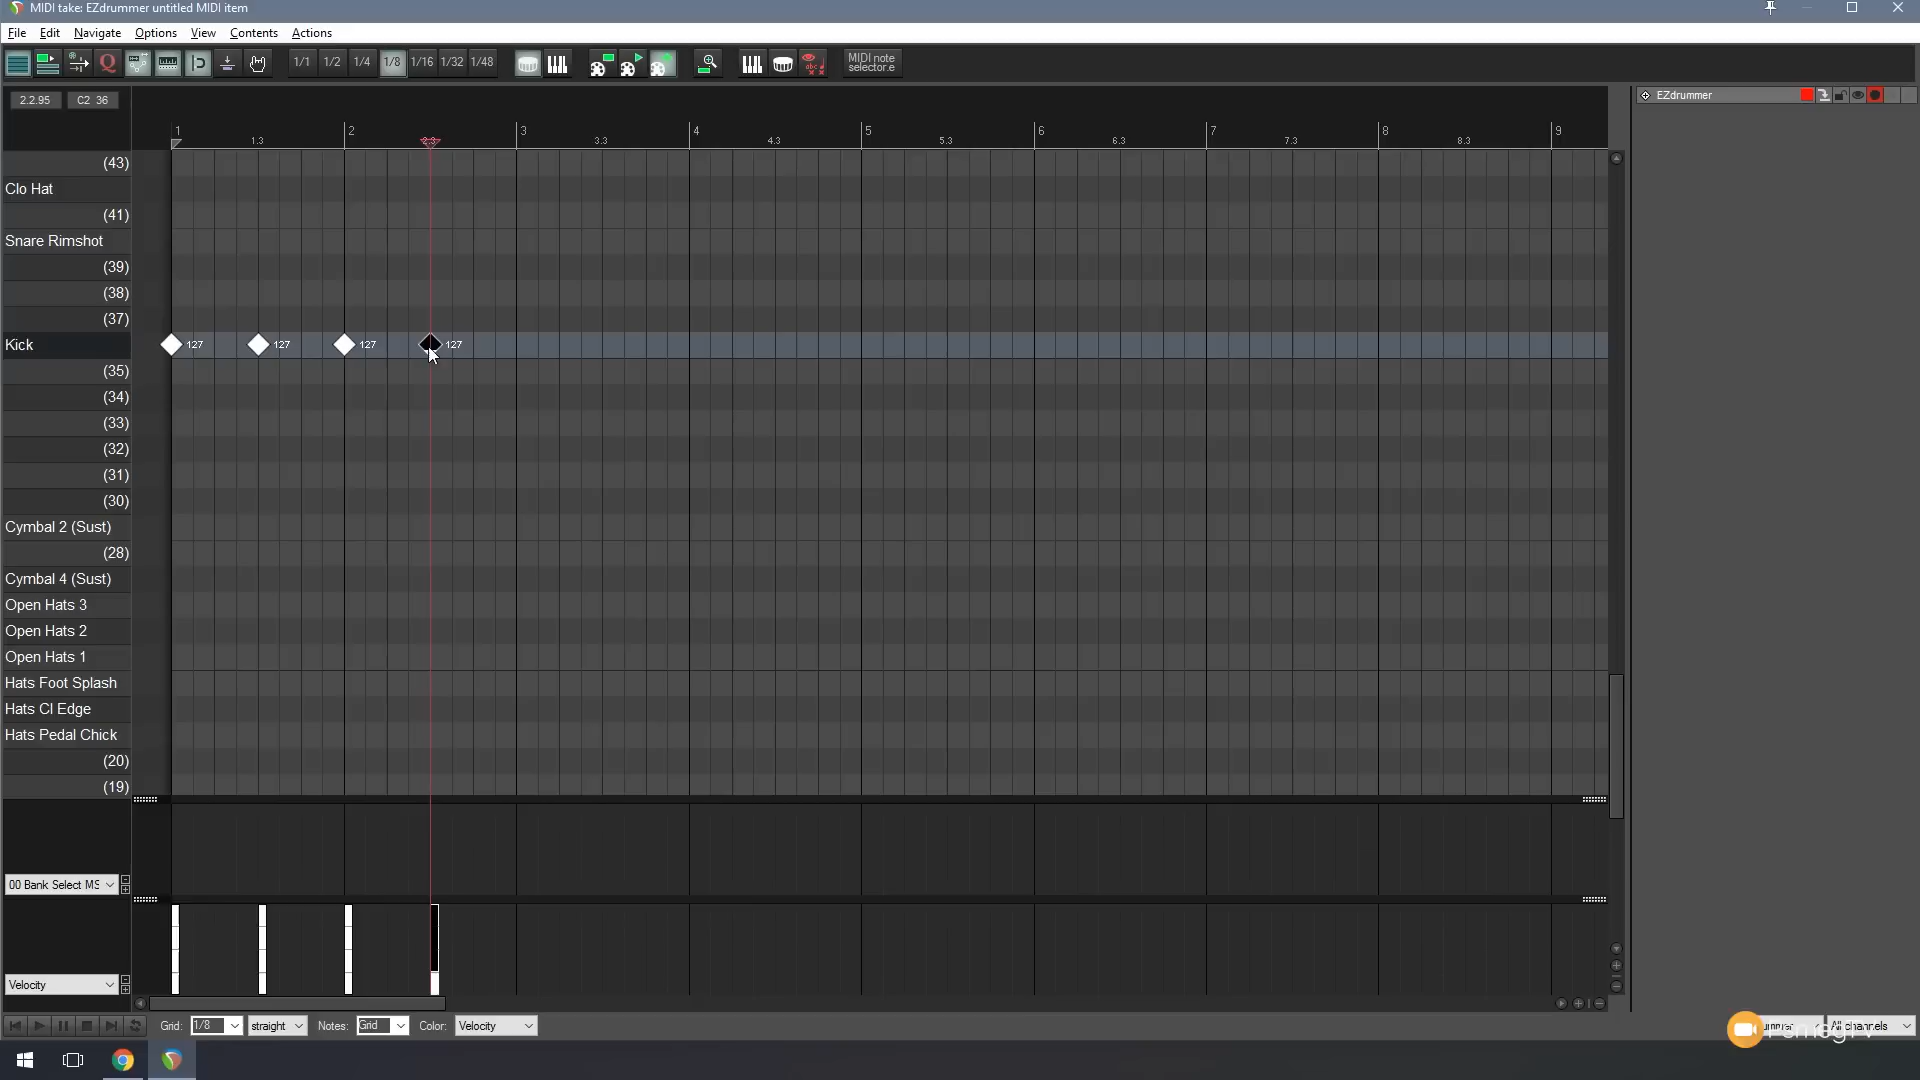 MIDI take: EZdrummer untitled MIDI item
File Edit Navigate Options View Contents Actions
Q 1/1 1/2 1/4 1/8 1/16 1/32 1/48 MIDI note selector.e
2.2.95 C2 36
EZdrummer
1 2 3 4 5 6 7 8 9
1.3 2.3 3.3 4.3 5.3 6.3 7.3 8.3
(43)
Clo Hat
(41)
Snare Rimshot
(39)
(38)
(37)
Kick 127 127 127 127
(35)
(34)
(33)
(32)
(31)
(30)
Cymbal 2 (Sust)
(28)
Cymbal 4 (Sust)
Open Hats 3
Open Hats 2
Open Hats 1
Hats Foot Splash
Hats Cl Edge
Hats Pedal Chick
(20)
(19)
00 Bank Select MS
Velocity
Grid: 1/8 straight Notes: Grid Color: Velocity
All channels